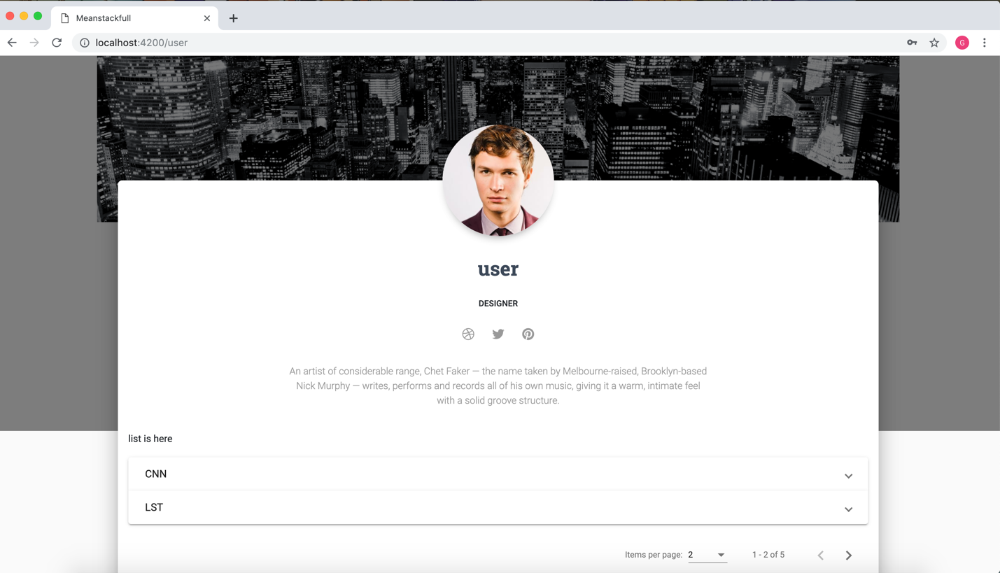 Meanstackfull
localhost:4200/user
G
user
DESIGNER
An artist of considerable range, Chet Faker — the name taken by Melbourne-raised, Brooklyn-based
Nick Murphy — writes, performs and records all of his own music, giving it a warm, intimate feel
with a solid groove structure.
list is here
CNN
LST
Items per page: 2 1 - 2 of 5